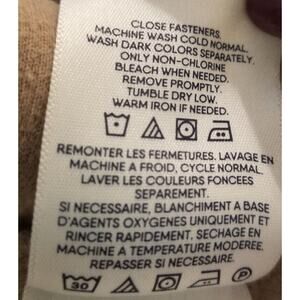 CLOSE FASTENERS.
MACHINE WASH COLD NORMAL.
WASH DARK COLORS SEPARATELY.
ONLY NON-CHLORINE
BLEACH WHEN NEEDED.
REMOVE PROMPTLY.
TUMBLE DRY LOW.
WARM IRON IF NEEDED.
REMONTER LES FERMETURES. LAVAGE EN
MACHINE A FROID, CYCLE NORMAL.
LAVER LES COULEURS FONCEES
SEPAREMENT.
SI NECESSAIRE, BLANCHIMENT A BASE
D'AGENTS OXYGENES UNIQUEMENT ET
RINCER RAPIDEMENT. SECHAGE EN
MACHINE A TEMPERATURE MODEREE.
REPASSER SI NECESSAIRE.
30 P